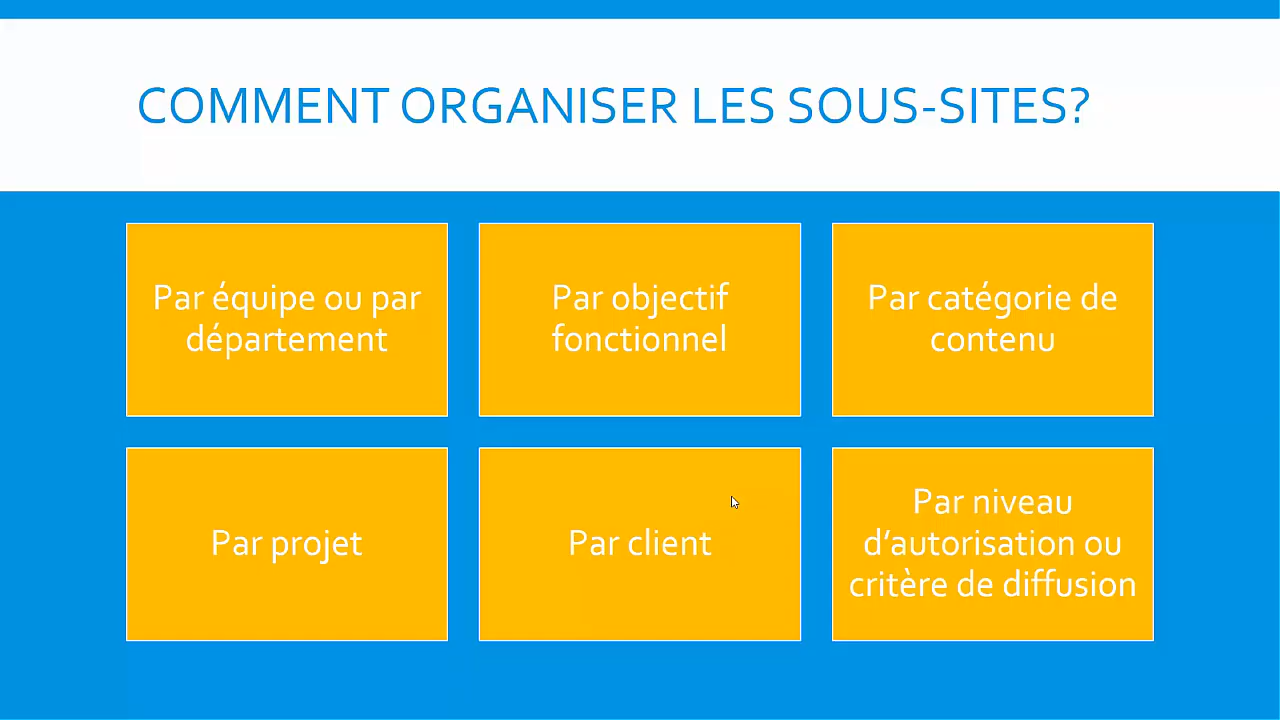 COMMENT ORGANISER LES SOUS-SITES?
Par équipe ou par
département
Par objectif
fonctionnel
Par catégorie de
contenu
Par projet
Par client
Par niveau
d’autorisation ou
critère de diffusion